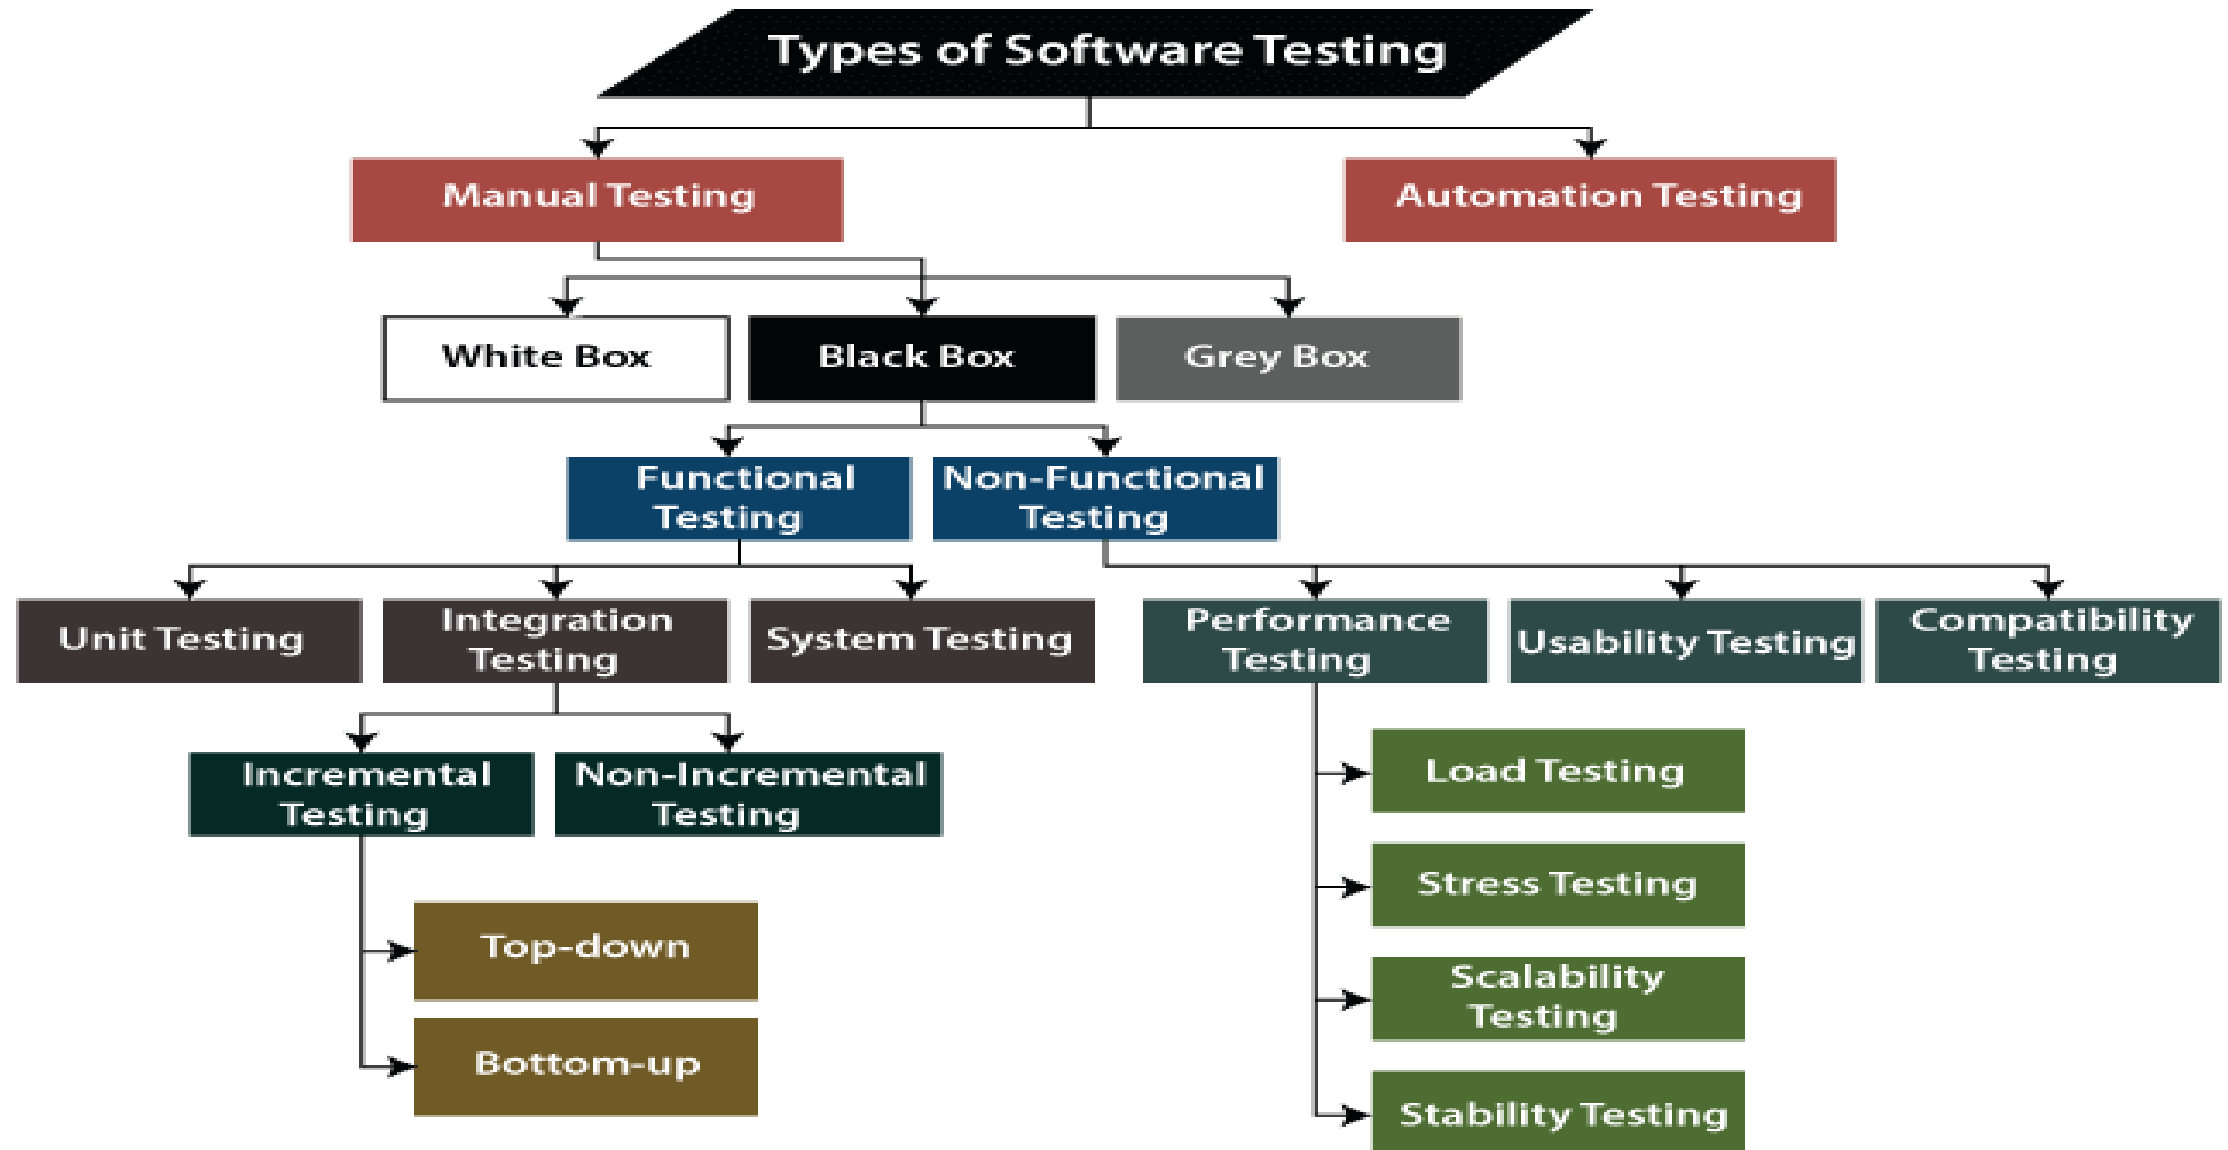 Types of Software Testing
Manual Testing
Automation Testing
White Box
Black Box
Grey Box
Functional
Testing
Non-Functional
Testing
Unit Testing
Integration
Testing
System Testing
Performance
Testing
Usability Testing
Compatibility
Testing
Incremental
Testing
Non-Incremental
Testing
Top-down
Bottom-up
Load Testing
Stress Testing
Scalability
Testing
Stability Testing